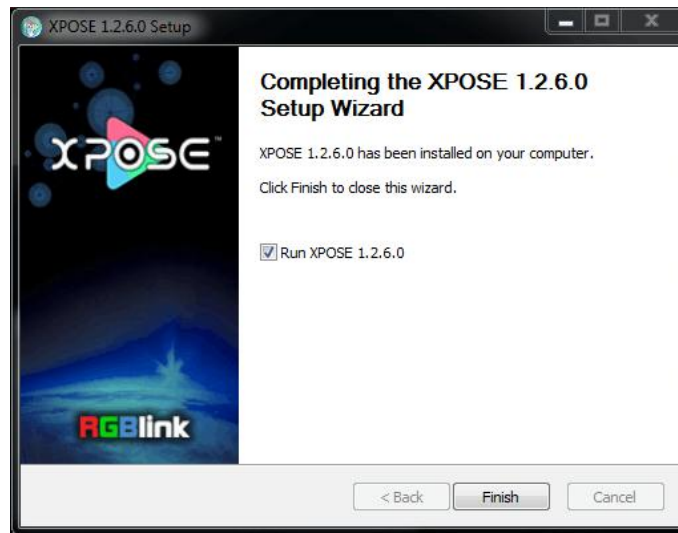 XPOSE 1.2.6.0 Setup
XPOSE™
RGBlink
Completing the XPOSE 1.2.6.0
Setup Wizard
XPOSE 1.2.6.0 has been installed on your computer.
Click Finish to close this wizard.
Run XPOSE 1.2.6.0
< Back
Finish
Cancel